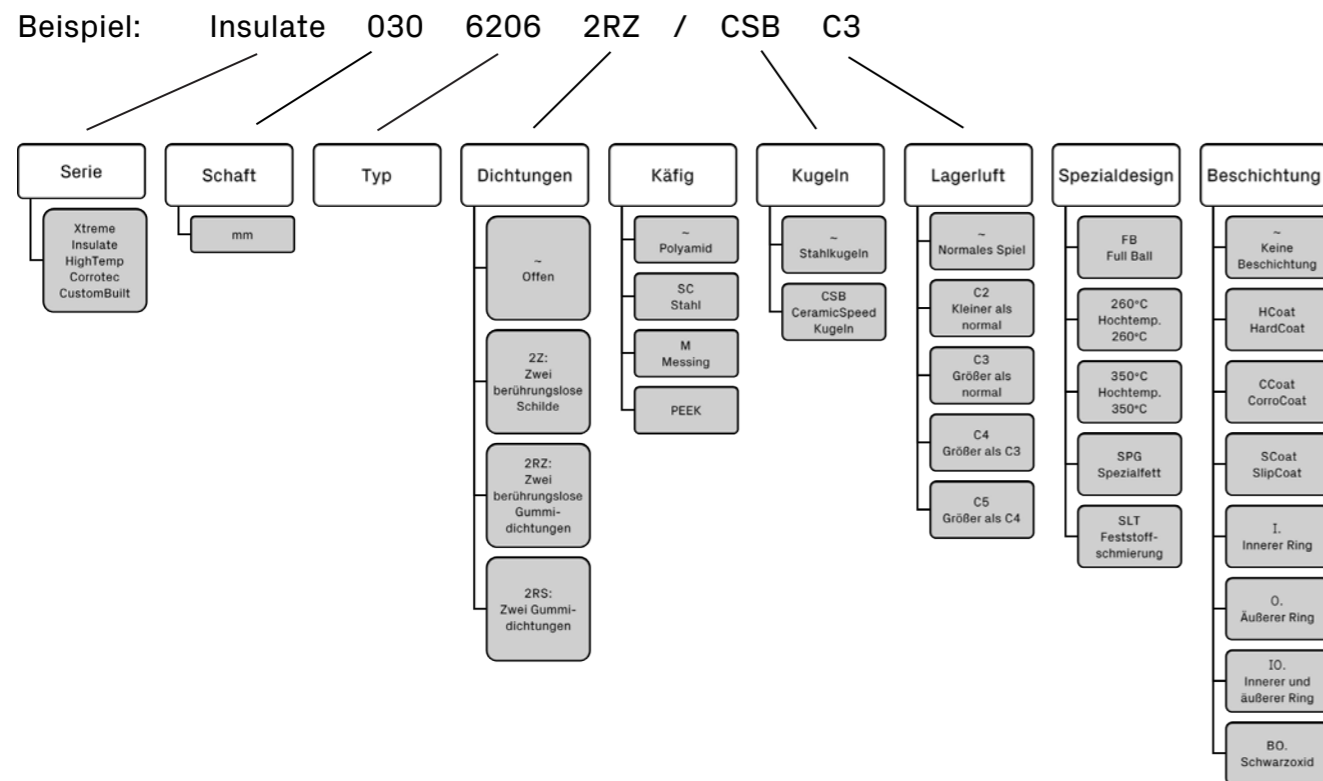 Beispiel: Insulate 030 6206 2RZ / CSB C3
Serie
Xtreme
Insulate
HighTemp
Corrotec
CustomBuilt
Schaft
mm
Typ
Dichtungen
~
Offen
2Z:
Zwei
berührungslose
Schilde
2RZ:
Zwei
berührungslose
Gummi-
dichtungen
2RS:
Zwei Gummi-
dichtungen
Käfig
~
Polyamid
SC
Stahl
M
Messing
PEEK
Kugeln
~
Stahlkugeln
CSB
CeramicSpeed
Kugeln
Lagerluft
~
Normales Spiel
C2
Kleiner als
normal
C3
Größer als
normal
C4
Größer als C3
C5
Größer als C4
Spezialdesign
FB
Full Ball
260°C
Hochtemp.
260°C
350°C
Hochtemp.
350°C
SPG
Spezialfett
SLT
Feststoff-
schmierung
Beschichtung
~
Keine
Beschichtung
HCoat
HardCoat
CCoat
CorroCoat
SCoat
SlipCoat
I.
Innerer Ring
O.
Äußerer Ring
IO.
Innerer und
äußerer Ring
BO.
Schwarzoxid